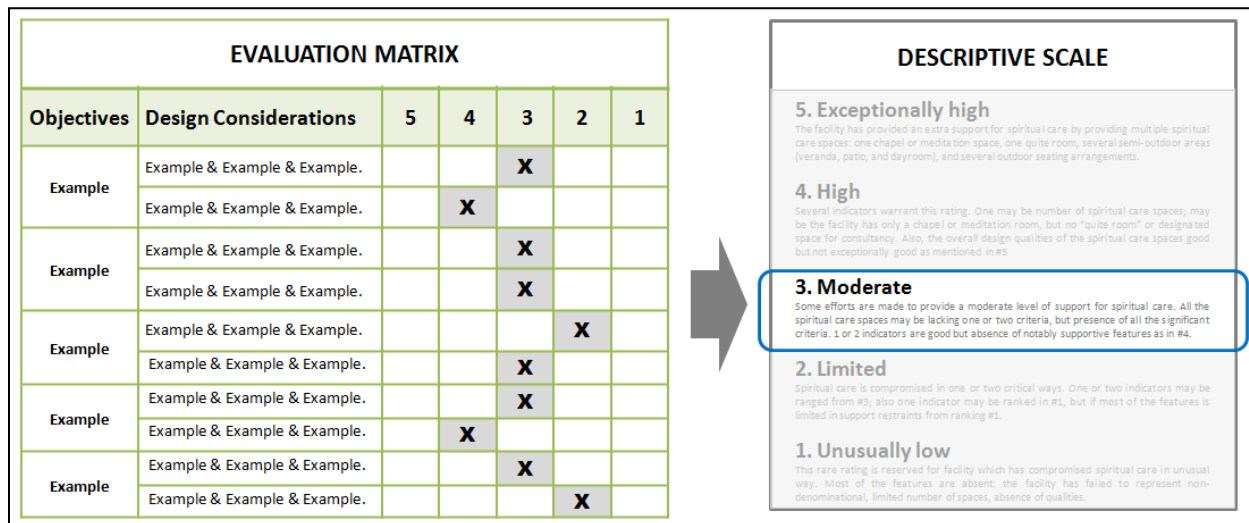 EVALUATION MATRIX
Objectives Design Considerations 5 4 3 2 1
Example
Example & Example & Example. X
Example & Example & Example. X
Example
Example & Example & Example. X
Example & Example & Example. X
Example
Example & Example & Example. X
Example & Example & Example. X
Example
Example & Example & Example. X
Example & Example & Example. X
Example
Example & Example & Example. X
Example & Example & Example. X
DESCRIPTIVE SCALE
5. Exceptionally high
The facility has provided an extra support for spiritual care by providing multiple spiritual
care spaces: one chapel or meditation space, one quite room, several semi-outdoor areas
(veranda, patio, and dayroom), and several outdoor seating arrangements.
4. High
Several indicators warrant this rating. One may be number of spiritual care spaces; may
be the facility has only a chapel or meditation room, but no "quite room" or designated
space for consultancy. Also, the overall design qualities of the spiritual care spaces good
but not exceptionally good as mentioned in #5
3. Moderate
Some efforts are made to provide a moderate level of support for spiritual care. All the
spiritual care spaces may be lacking one or two criteria, but presence of all the significant
criteria. 1 or 2 indicators are good but absence of notably supportive features as in #4.
2. Limited
Spiritual care is compromised in one or two critical ways. One or two indicators may be
ranged from #3; also one indicator may be ranked in #1, but if most of the features is
limited in support restraints from ranking #1.
1. Unusually low
This rare rating is reserved for facility which has compromised spiritual care in unusual
way. Most of the features are absent: the facility has failed to represent non-
denominational, limited number of spaces, absence of qualities.